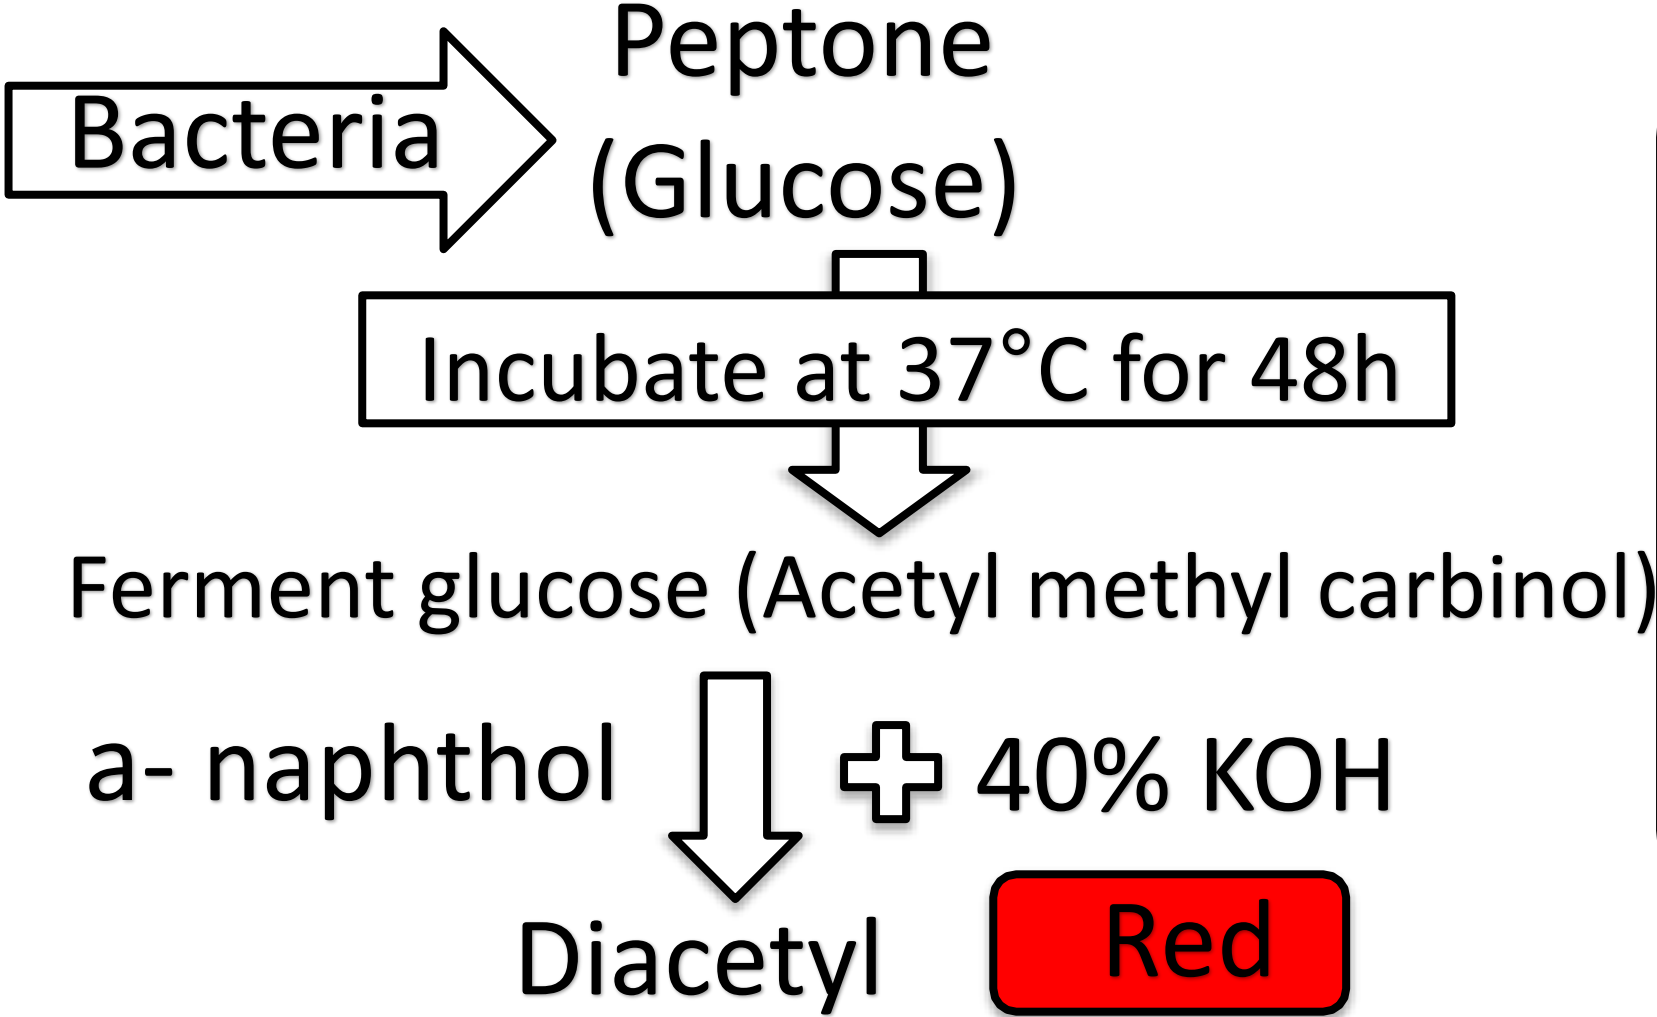 Peptone
Bacteria
(Glucose)
Incubate at 37°C for 48h
Ferment glucose (Acetyl methyl carbinol)
a- naphthol
40% KOH
Diacetyl
Red